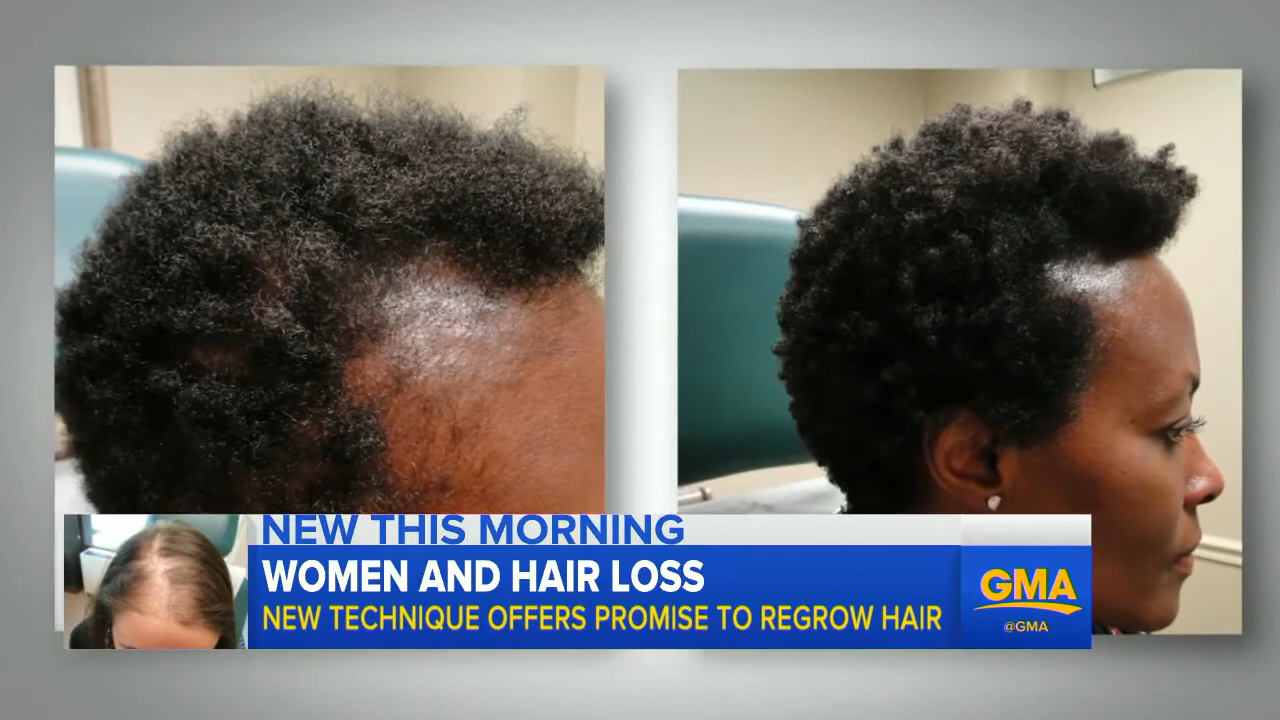 NEW THIS MORNING
WOMEN AND HAIR LOSS
NEW TECHNIQUE OFFERS PROMISE TO REGROW HAIR
GMA
@GMA